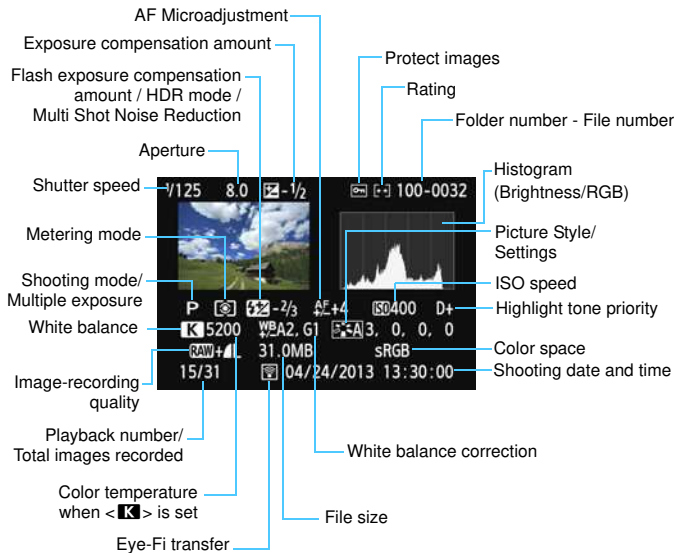 AF Microadjustment
Exposure compensation amount
Flash exposure compensation
amount / HDR mode /
Multi Shot Noise Reduction
Aperture
Shutter speed
Metering mode
Shooting mode/
Multiple exposure
White balance
Image-recording
quality
Playback number/
Total images recorded
Color temperature
when <K> is set
Eye-Fi transfer
Protect images
Rating
Folder number - File number
Histogram
(Brightness/RGB)
Picture Style/
Settings
ISO speed
Highlight tone priority
Color space
Shooting date and time
White balance correction
File size
1/125 8.0 -1/2 100-0032
P -2/3 AF+4 ISO400 D+
K 5200 WB A2, G1 A 3, 0, 0, 0
RAW+L 31.0MB sRGB
15/31 04/24/2013 13:30:00